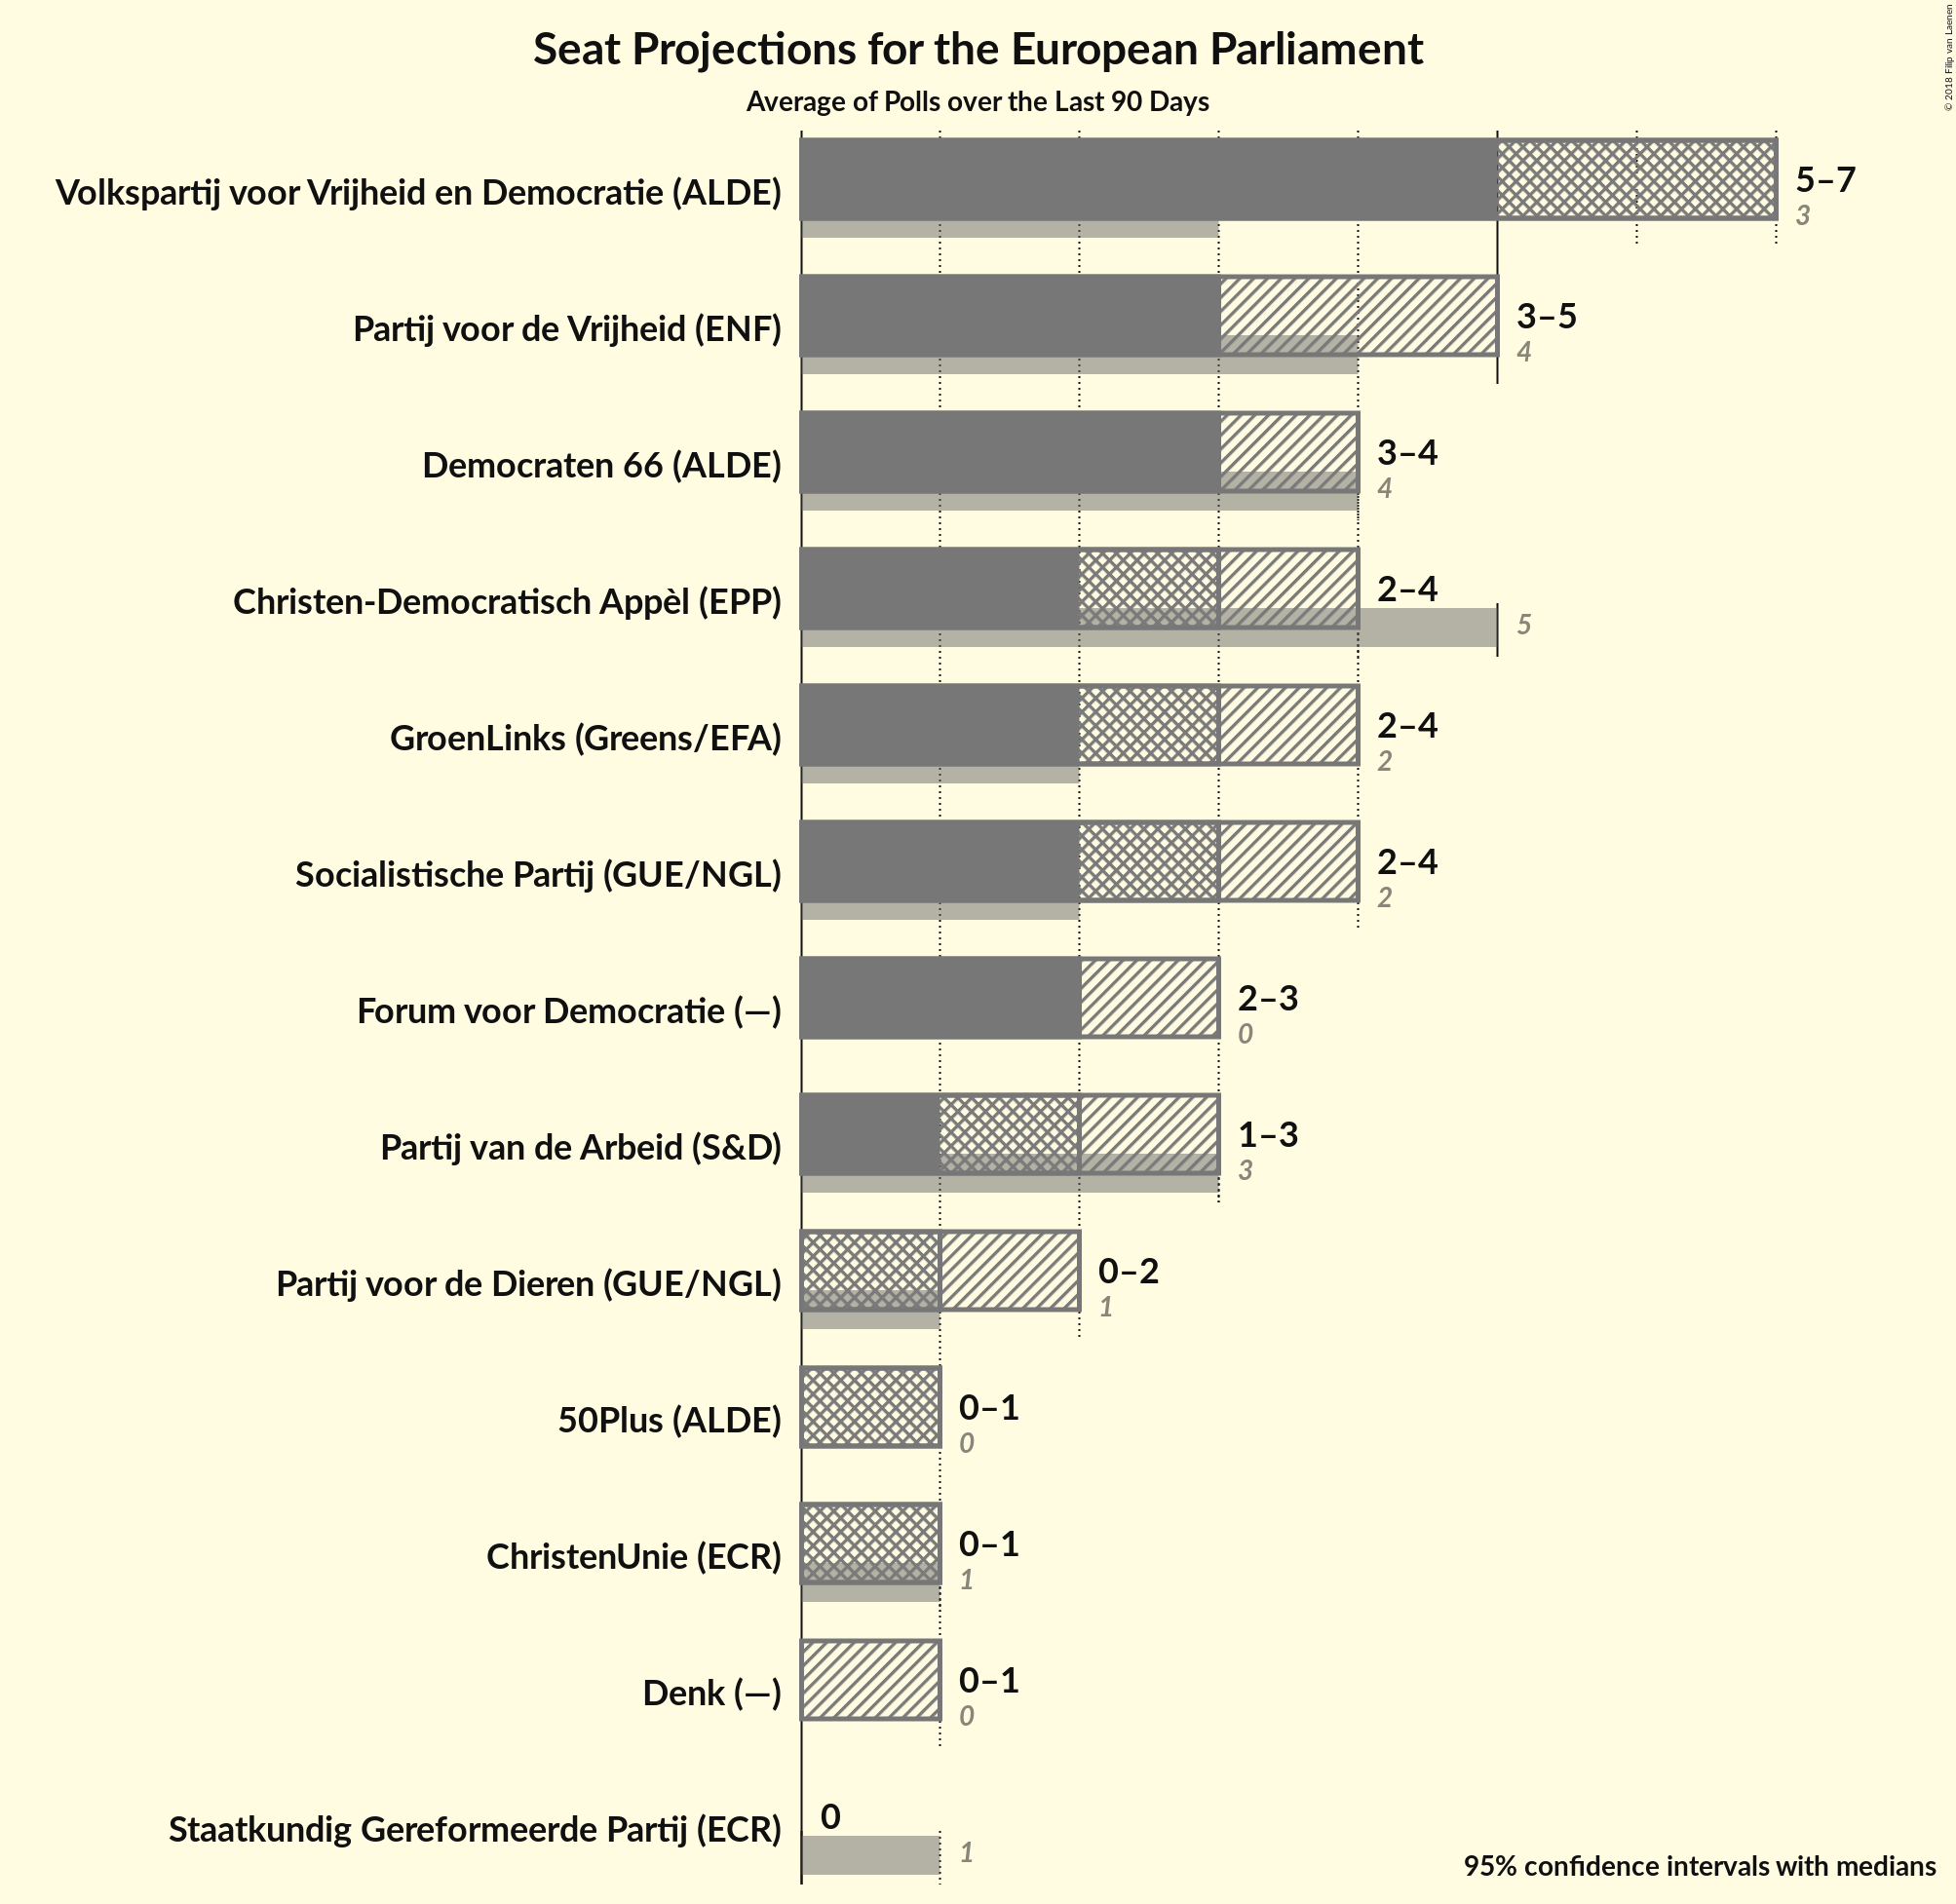 Seat Projections for the European Parliament
Average of Polls over the Last 90 Days
© 2018 Filip van Laenen
Volkspartij voor Vrijheid en Democratie (ALDE)
5–7
3
Partij voor de Vrijheid (ENF)
3–5
4
Democraten 66 (ALDE)
3–4
4
Christen-Democratisch Appèl (EPP)
2–4
5
GroenLinks (Greens/EFA)
2–4
2
Socialistische Partij (GUE/NGL)
2–4
2
Forum voor Democratie (—)
2–3
0
Partij van de Arbeid (S&D)
1–3
3
Partij voor de Dieren (GUE/NGL)
0–2
1
50Plus (ALDE)
0–1
0
ChristenUnie (ECR)
0–1
1
Denk (—)
0–1
0
Staatkundig Gereformeerde Partij (ECR)
0
1
95% confidence intervals with medians